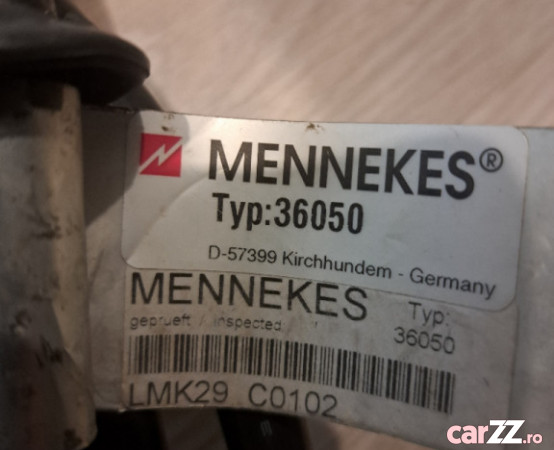 MENNEKES®
Typ:36050
D-57399 Kirchhundem - Germany
MENNEKES Typ:
geprueft / inspected 36050
LMK29 C0102
carZZ.ro